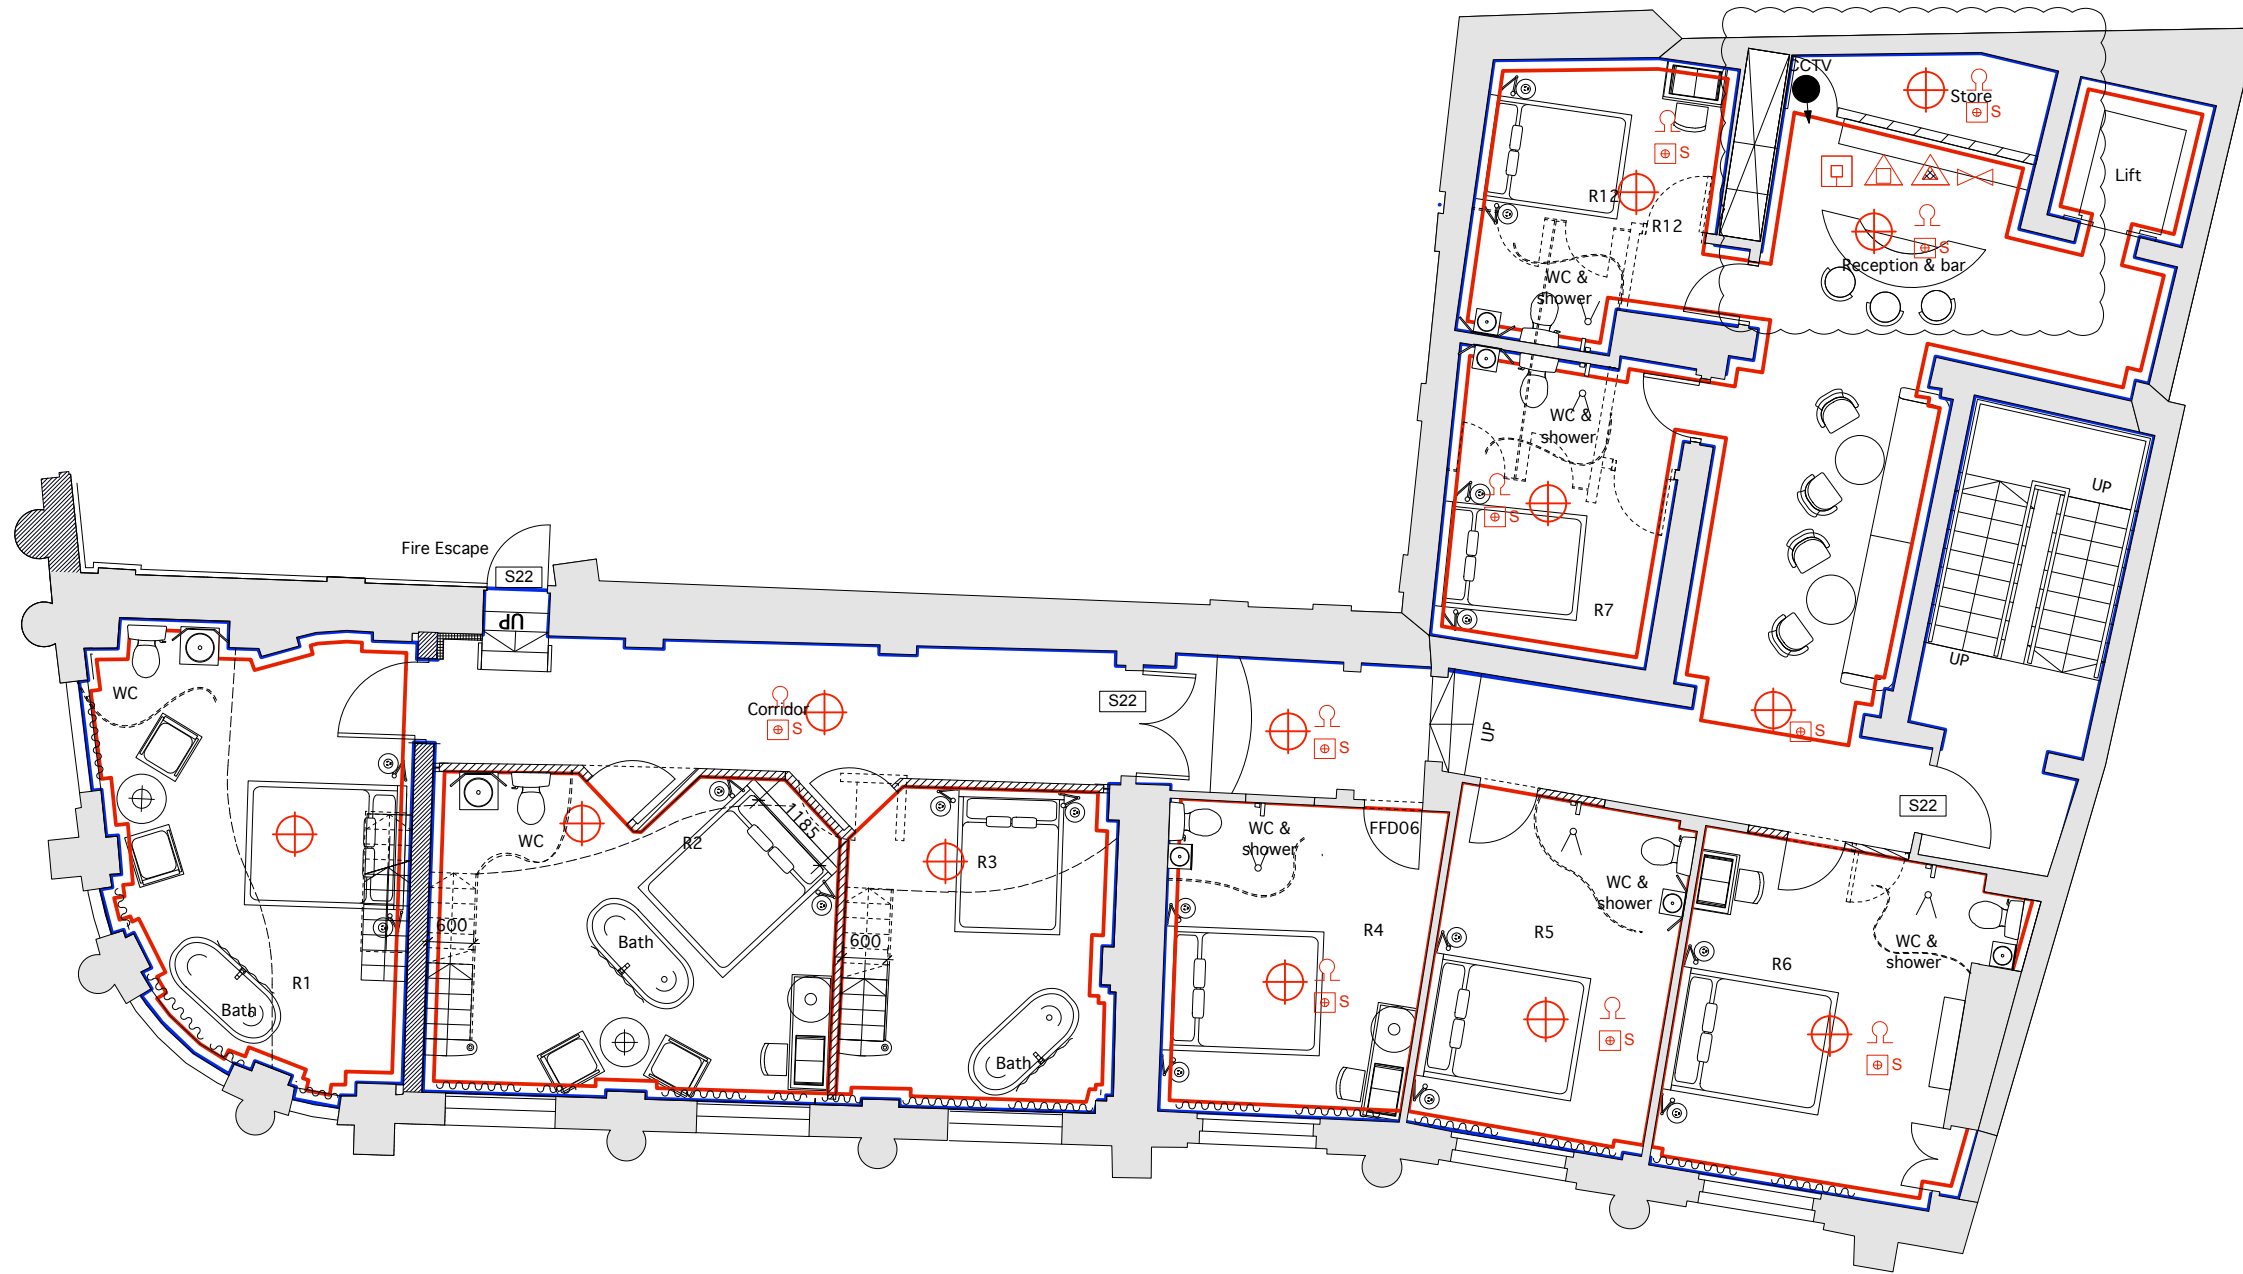 CCTV
Store
S
Lift
S
R12
R12
S
Reception & bar
WC &
shower
WC &
shower
UP
S
R7
UP
Fire Escape
S22
UP
WC
Corridor
S
S22
S
UP
S
S22
1185
R2
WC
R3
WC &
shower
FFD06
WC &
shower
600
600
Bath
R4
R5
R6
WC &
shower
R1
Bath
S
S
S
Bath